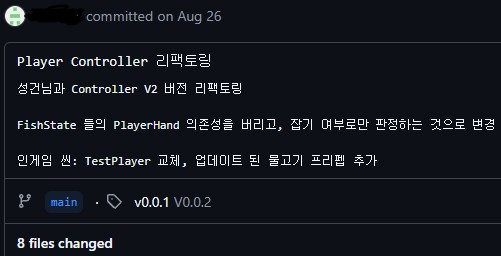 committed on Aug 26
Player Controller 리팩토링
성건님과 Controller V2 버전 리팩토링
FishState 들의 PlayerHand 의존성을 버리고, 잡기 여부로만 판정하는 것으로 변경
인게임 씬: TestPlayer 교체, 업데이트 된 물고기 프리펩 추가
main · v0.0.1 V0.0.2
8 files changed